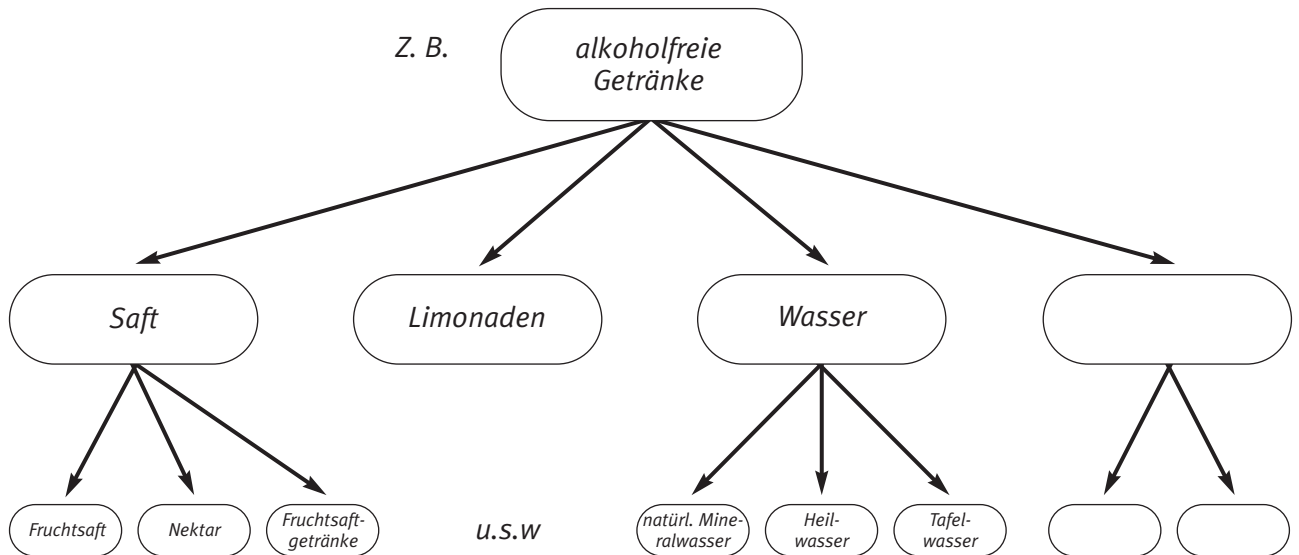 Z. B.
alkoholfreie
Getränke
Saft
Limonaden
Wasser
Fruchtsaft
Nektar
Fruchtsaft-
getränke
u.s.w
natürl. Mine-
ralwasser
Heil-
wasser
Tafel-
wasser